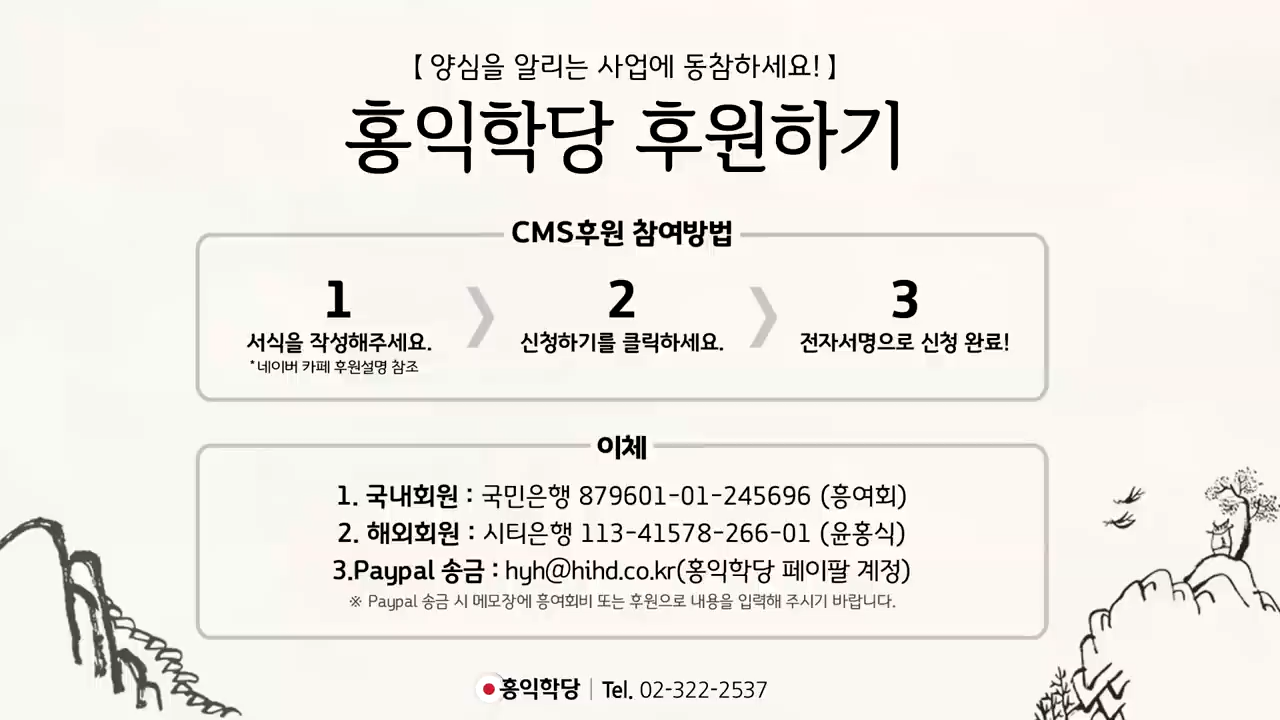 【 양심을 알리는 사업에 동참하세요! 】
홍익학당 후원하기
CMS후원 참여방법
1
서식을 작성해주세요.
*네이버 카페 후원설명 참조
2
신청하기를 클릭하세요.
3
전자서명으로 신청 완료!
이체
1. 국내회원 : 국민은행 879601-01-245696 (흥여회)
2. 해외회원 : 시티은행 113-41578-266-01 (윤홍식)
3.Paypal 송금 : hyh@hihd.co.kr(홍익학당 페이팔 계정)
※ Paypal 송금 시 메모장에 흥여회비 또는 후원으로 내용을 입력해 주시기 바랍니다.
홍익학당 | Tel. 02-322-2537